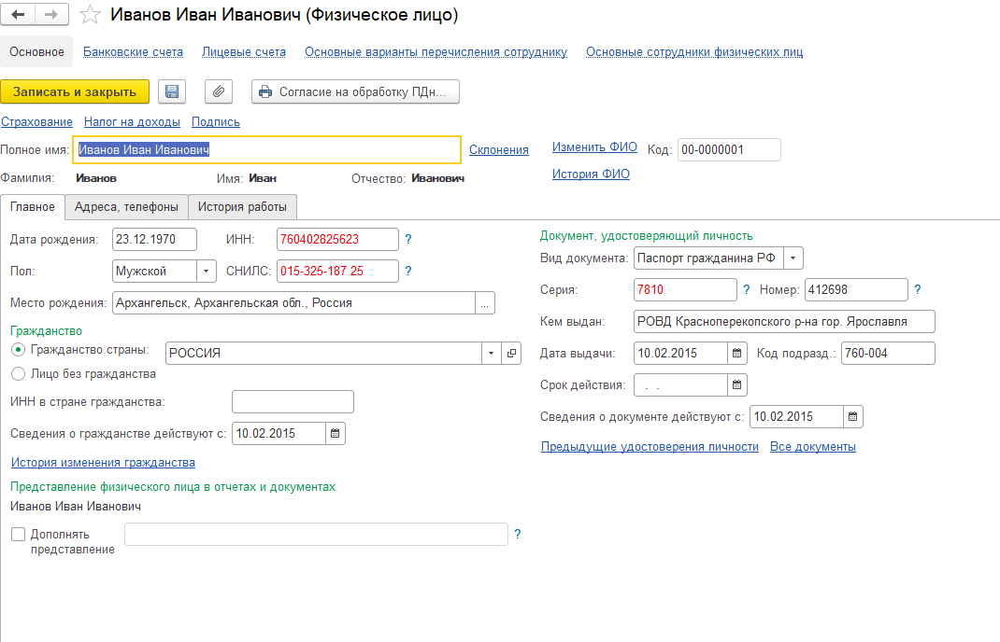 Иванов Иван Иванович (Физическое лицо)
Основное Банковские счета Лицевые счета Основные варианты перечисления сотруднику Основные сотрудники физических лиц
Записать и закрыть Согласие на обработку ПДн...
Страхование Налог на доходы Подпись
Полное имя: Иванов Иван Иванович Склонения Изменить ФИО Код: 00-0000001
История ФИО
Фамилия: Иванов Имя: Иван Отчество: Иванович
Главное Адреса, телефоны История работы
Дата рождения: 23.12.1970 ИНН: 760402825623 ?
Пол: Мужской СНИЛС: 015-325-187 25 ?
Место рождения: Архангельск, Архангельская обл., Россия ...
Гражданство
Гражданство страны: РОССИЯ
Лицо без гражданства
ИНН в стране гражданства:
Сведения о гражданстве действуют с: 10.02.2015
История изменения гражданства
Представление физического лица в отчетах и документах
Иванов Иван Иванович
Дополнять
представление ?
Документ, удостоверяющий личность
Вид документа: Паспорт гражданина РФ
Серия: 7810 ? Номер: 412698 ?
Кем выдан: РОВД Красноперекопского р-на гор. Ярославля
Дата выдачи: 10.02.2015 Код подразд.: 760-004
Срок действия: . .
Сведения о документе действуют с: 10.02.2015
Предыдущие удостоверения личности Все документы